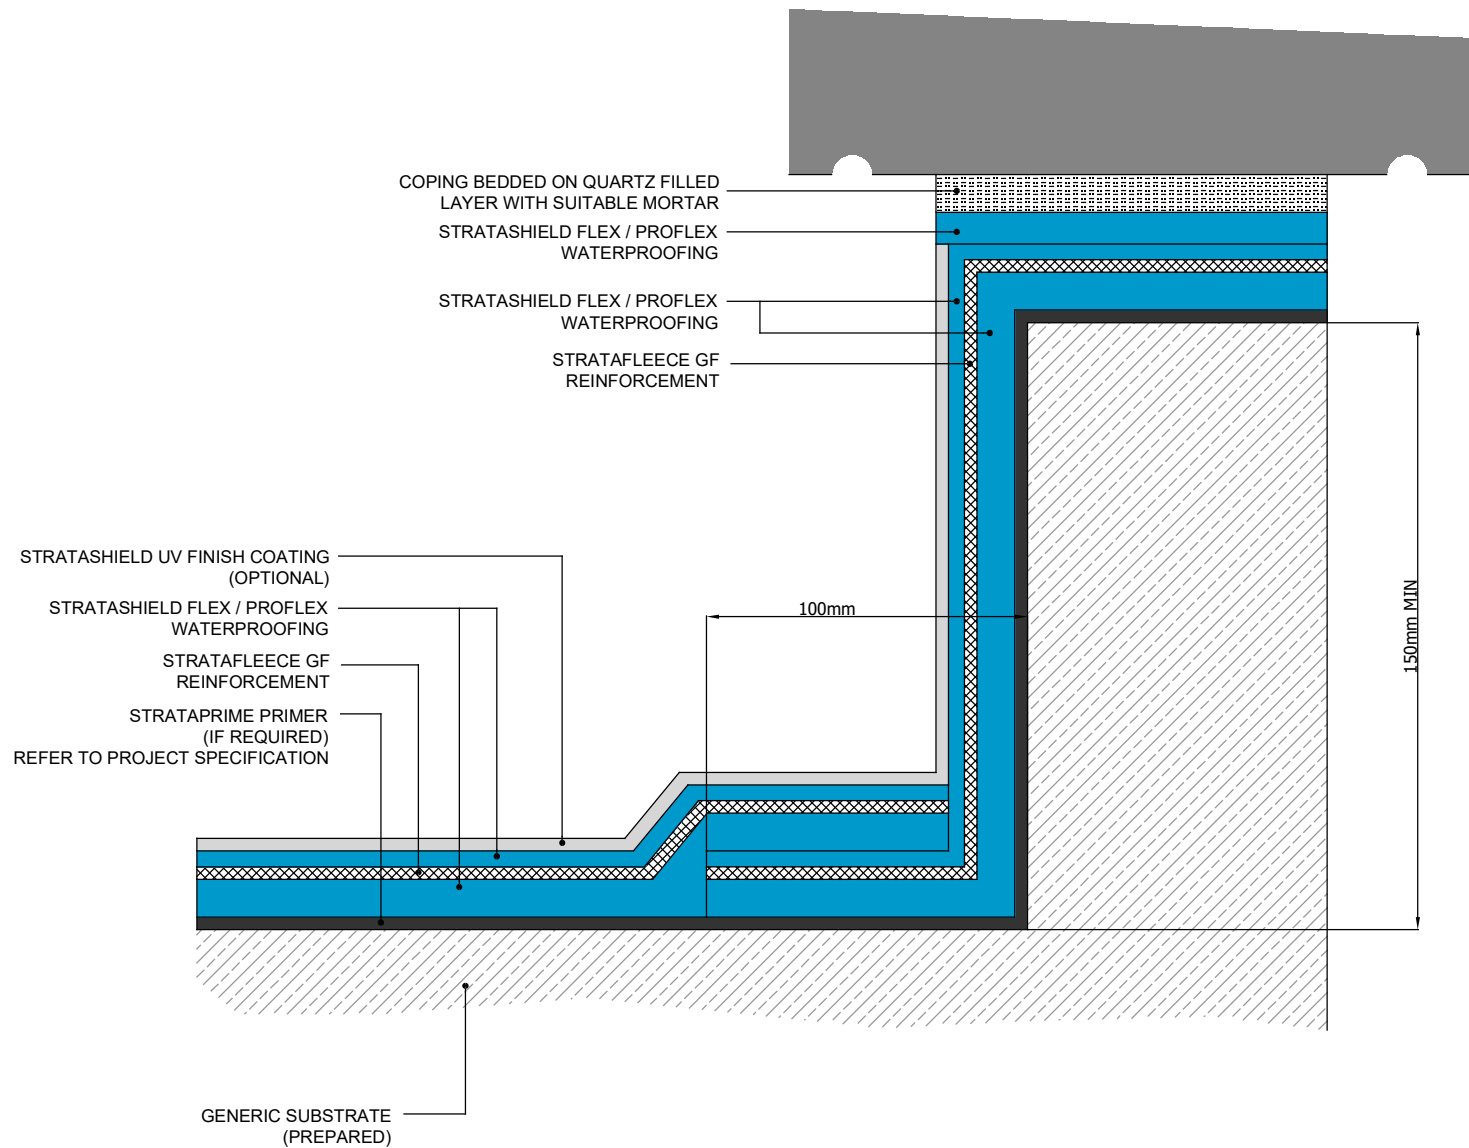 COPING BEDDED ON QUARTZ FILLED
LAYER WITH SUITABLE MORTAR
STRATASHIELD FLEX / PROFLEX
WATERPROOFING
STRATASHIELD FLEX / PROFLEX
WATERPROOFING
STRATAFLEECE GF
REINFORCEMENT
STRATASHIELD UV FINISH COATING
(OPTIONAL)
STRATASHIELD FLEX / PROFLEX
WATERPROOFING
STRATAFLEECE GF
REINFORCEMENT
STRATAPRIME PRIMER
(IF REQUIRED)
REFER TO PROJECT SPECIFICATION
100mm
150mm MIN
GENERIC SUBSTRATE
(PREPARED)